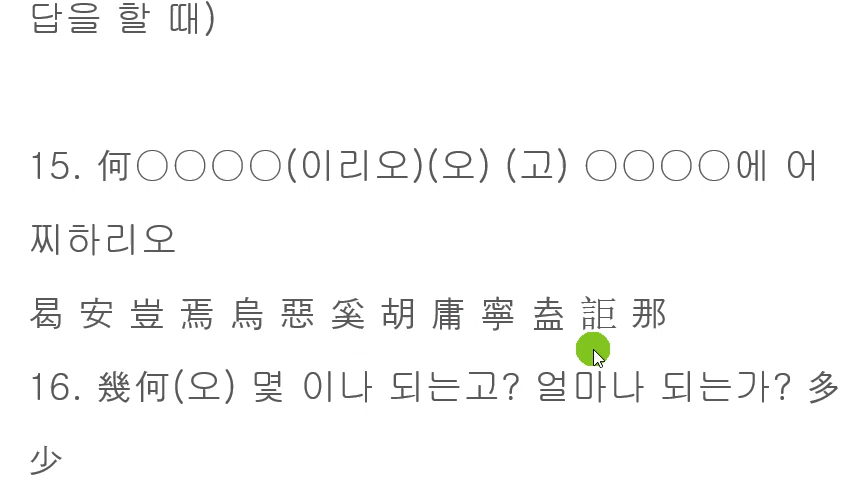 답을 할 때)
15. 何○○○○(이리오)(오) (고) ○○○○에 어
찌하리오
曷 安 豈 焉 烏 惡 奚 胡 庸 寧 盍 詎 那
16. 幾何(오) 몇 이나 되는고? 얼마나 되는가? 多
少